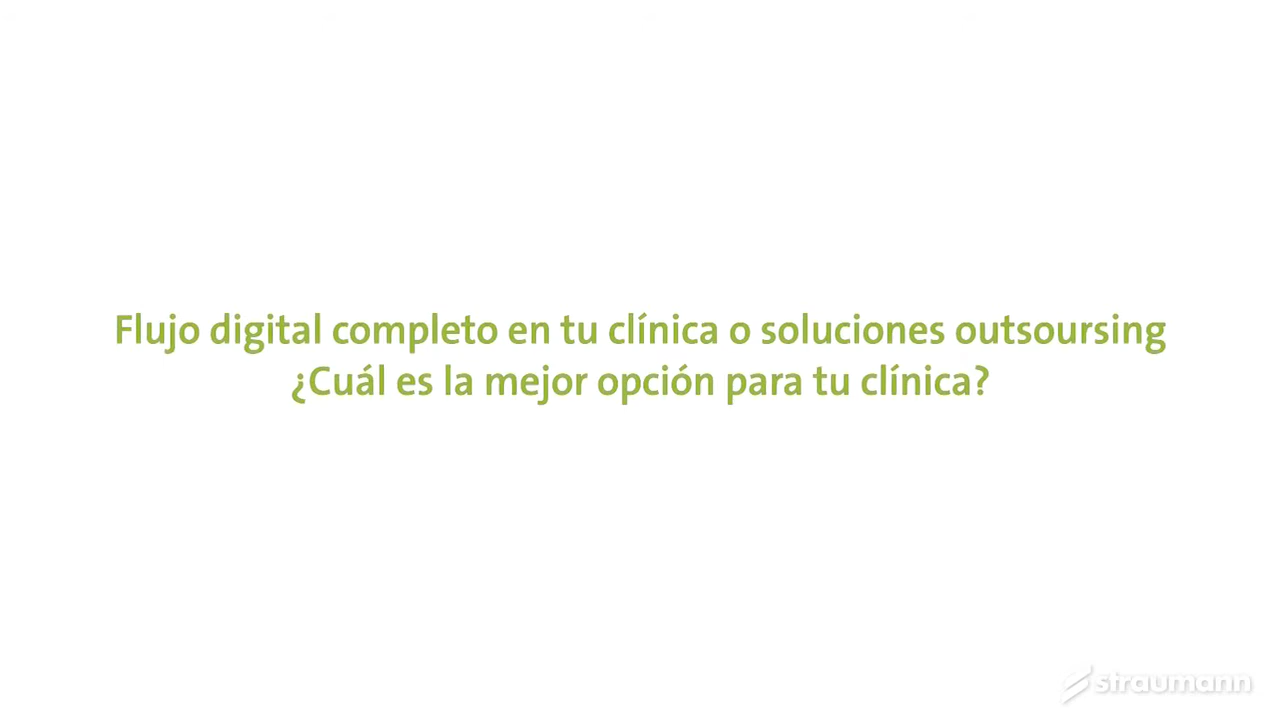 Flujo digital completo en tu clínica o soluciones outsoursing
¿Cuál es la mejor opción para tu clínica?
straumann